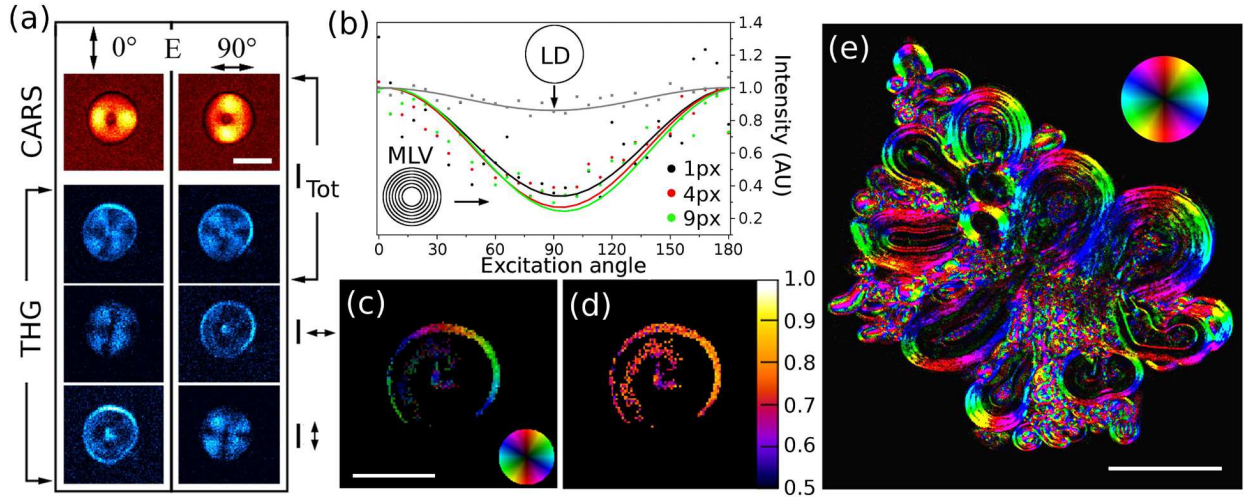 (a)
0° E 90°
CARS
THG
I Tot
I
I
(b)
LD
MLV
1px
4px
9px
0 30 60 90 120 150 180
Excitation angle
1.4
1.2
1.0
0.8
0.6
0.4
0.2
Intensity (AU)
(c)
(d)
1.0
0.9
0.8
0.7
0.6
0.5
(e)